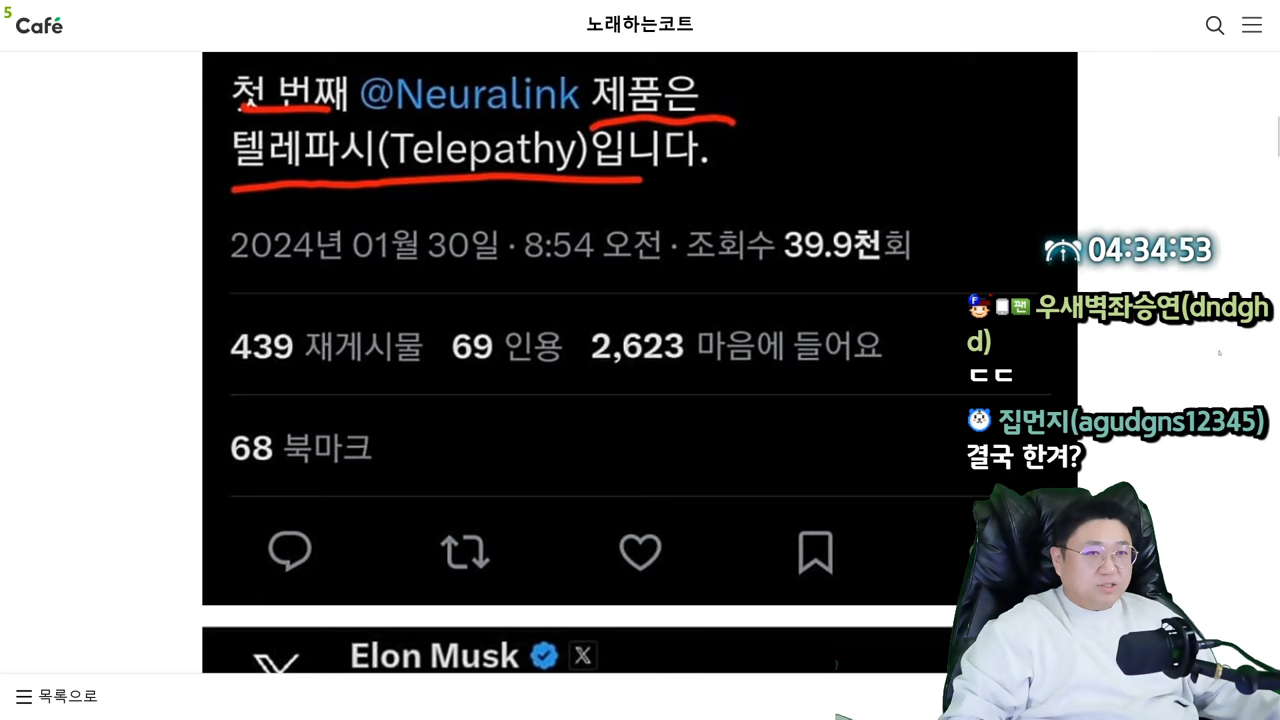 5
Café
노래하는코트
첫 번째 @Neuralink 제품은
텔레파시(Telepathy)입니다.
2024년 01월 30일 · 8:54 오전 · 조회수 39.9천회
04:34:53
F 팬 우새벽좌승연(dndgh
d)
ㄷㄷ
439 재게시물 69 인용 2,623 마음에 들어요
집먼지(agudgns12345)
결국 한겨?
68 북마크
Elon Musk
목록으로